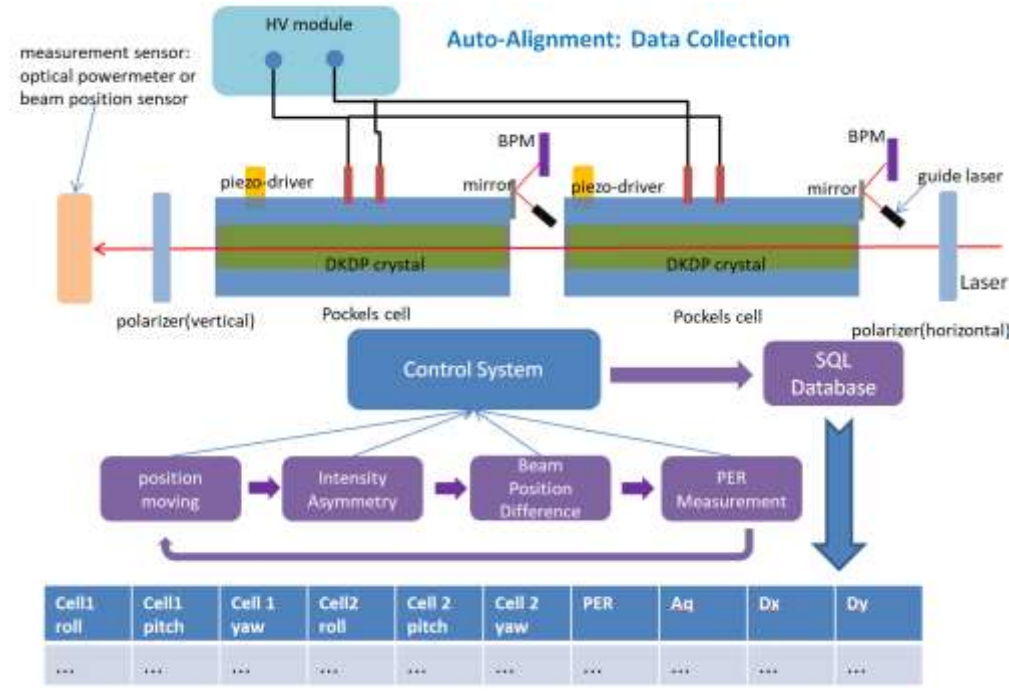 HV module
Auto-Alignment: Data Collection
measurement sensor:
optical powermeter or
beam position sensor
BPM
BPM
piezo-driver
mirror
piezo-driver
mirror
guide laser
DKDP crystal
DKDP crystal
Laser
polarizer(vertical)
Pockels cell
Pockels cell
polarizer(horizontal)
Control System
SQL
Database
position
moving
Intensity
Asymmetry
Beam
Position
Difference
PER
Measurement
Cell1 roll
Cell1 pitch
Cell 1 yaw
Cell2 roll
Cell 2 pitch
Cell 2 yaw
PER
Aq
Dx
Dy
... ... ... ... ... ... ... ... ... ...